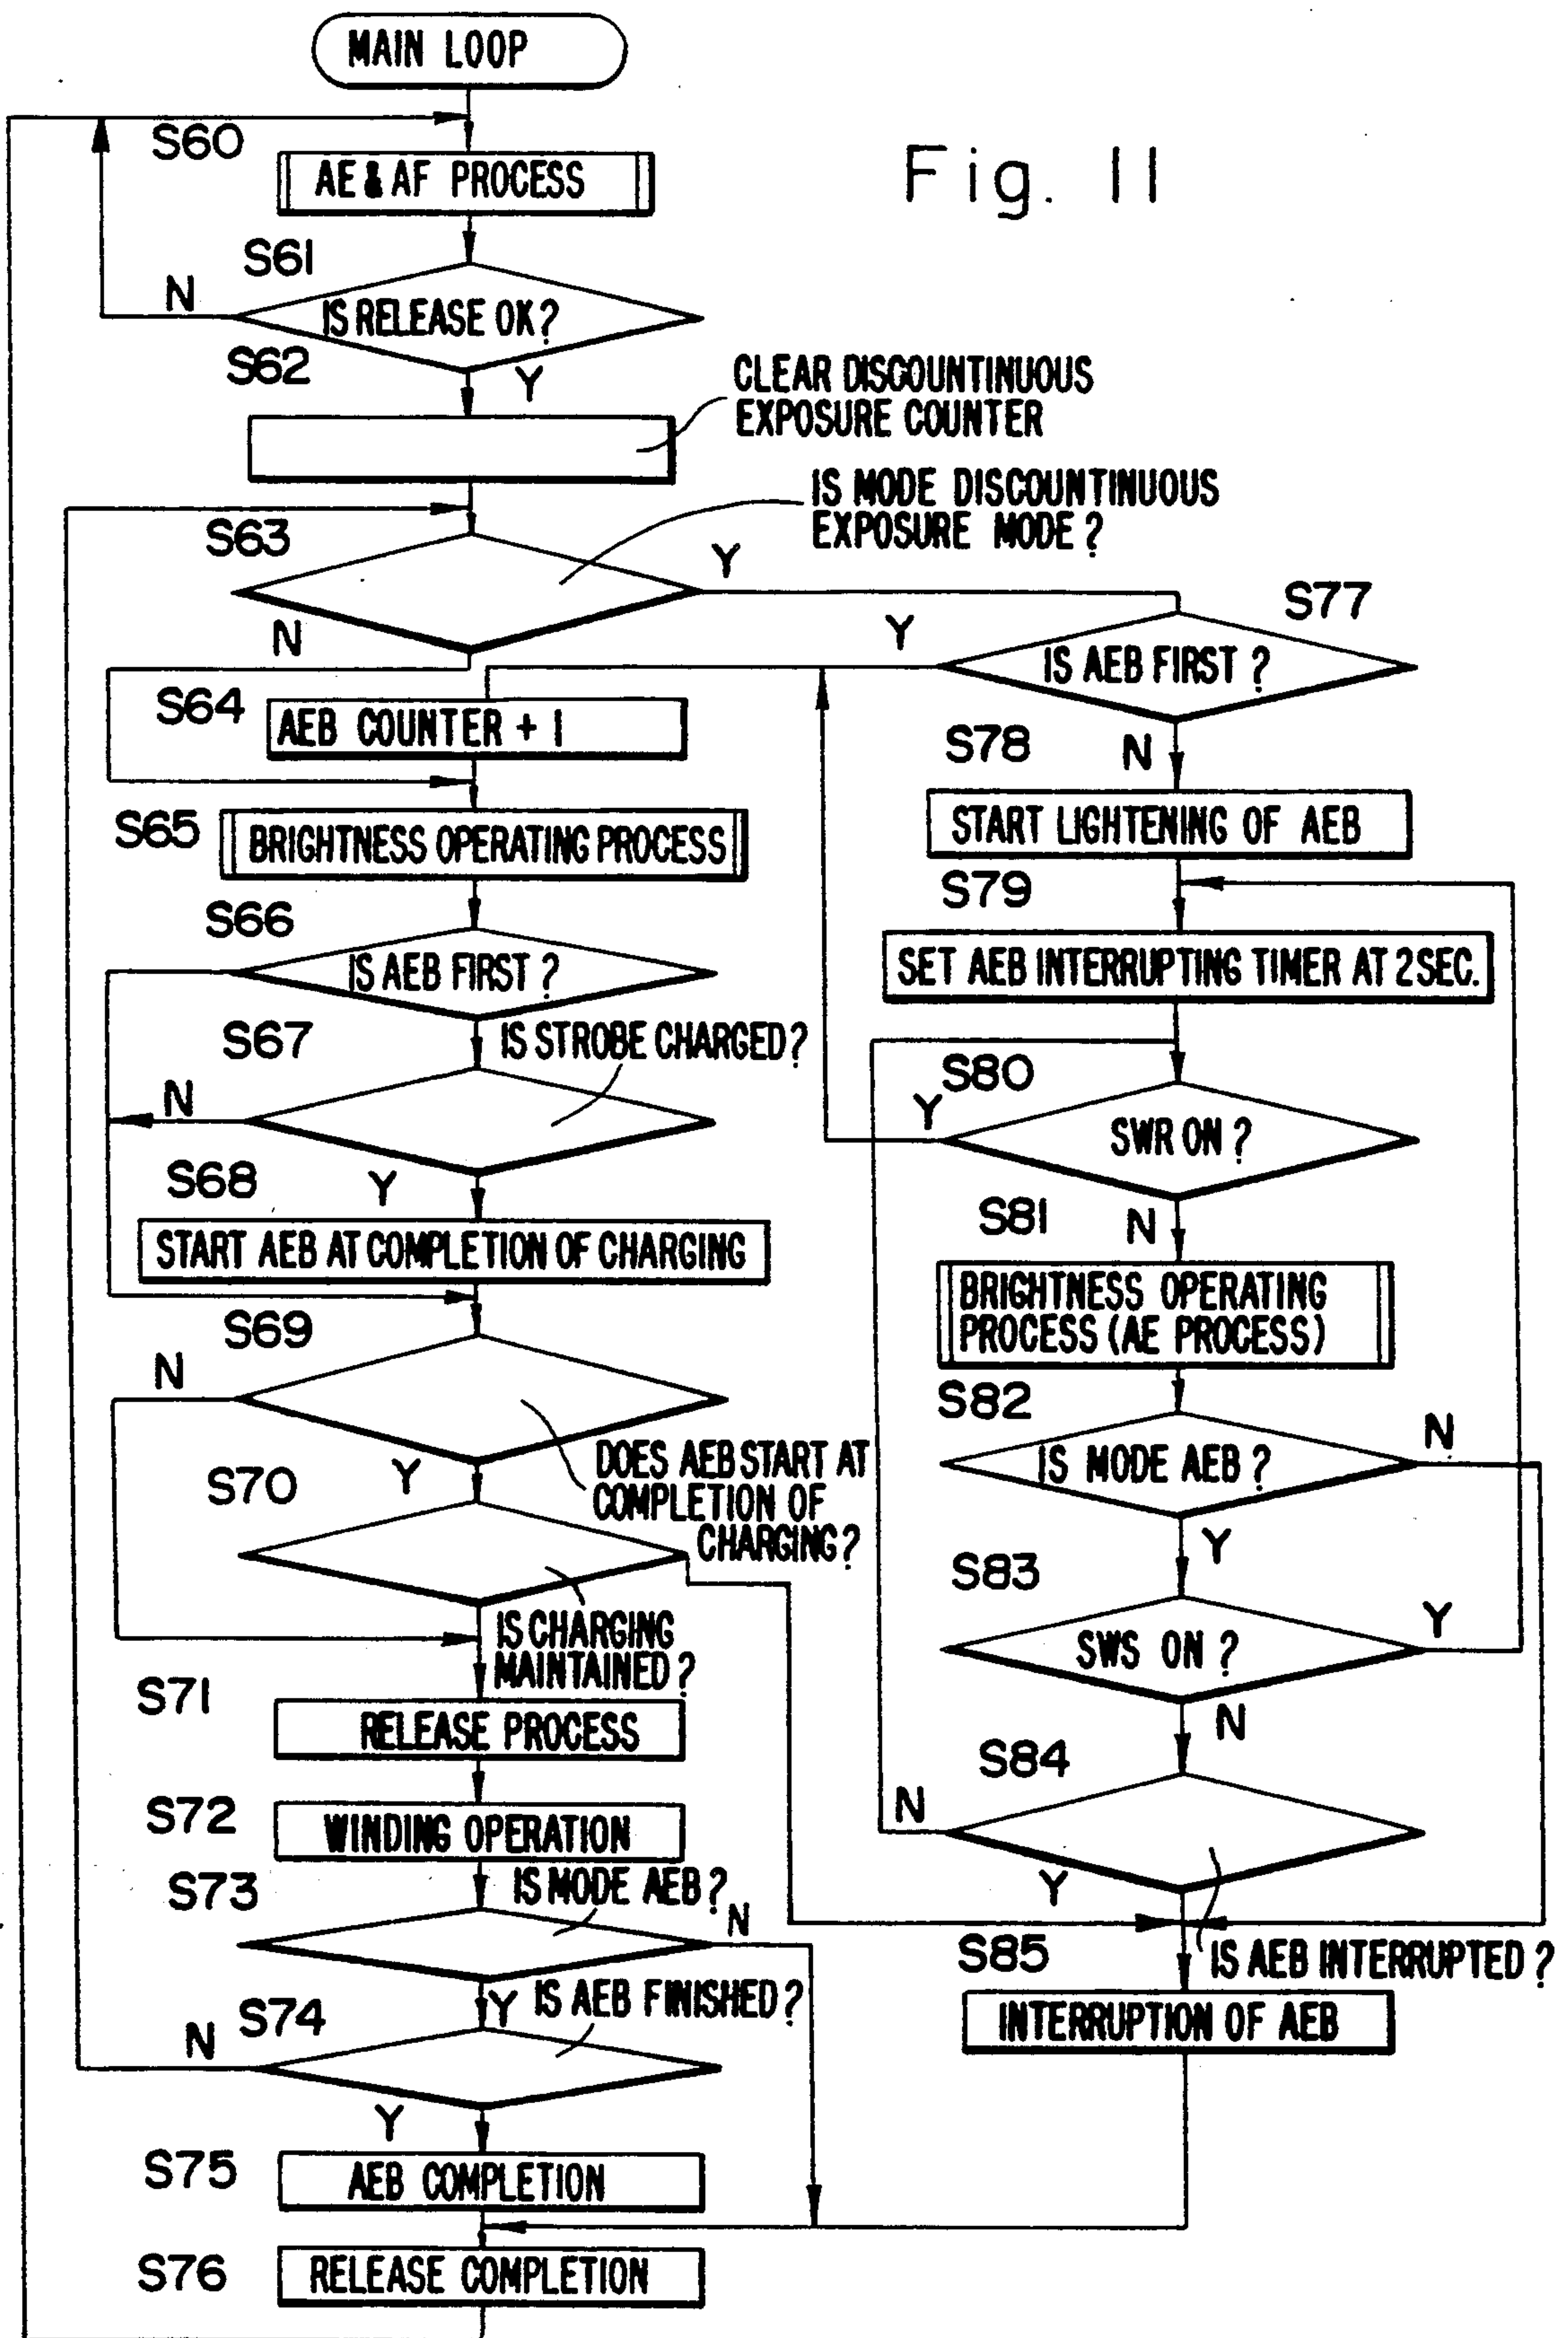 MAIN LOOP
Fig. 11
S60
AE & AF PROCESS
S61
N
IS RELEASE OK?
S62
Y
CLEAR DISCOUNTINUOUS
EXPOSURE COUNTER
IS MODE DISCOUNTINUOUS
EXPOSURE MODE?
S63
Y
N
S64
AEB COUNTER + 1
S65
BRIGHTNESS OPERATING PROCESS
S66
IS AEB FIRST?
S67
IS STROBE CHARGED?
N
S68
Y
START AEB AT COMPLETION OF CHARGING
S69
N
DOES AEB START AT
COMPLETION OF
CHARGING?
Y
S70
IS CHARGING
MAINTAINED?
S71
RELEASE PROCESS
S72
WINDING OPERATION
S73
IS MODE AEB?
N
Y
S74
IS AEB FINISHED?
N
Y
S75
AEB COMPLETION
S76
RELEASE COMPLETION
S77
Y
IS AEB FIRST?
S78
N
START LIGHTENING OF AEB
S79
SET AEB INTERRUPTING TIMER AT 2SEC.
S80
Y
SWR ON?
S81
N
BRIGHTNESS OPERATING
PROCESS (AE PROCESS)
S82
N
IS MODE AEB?
Y
S83
Y
SWS ON?
N
S84
N
Y
S85
IS AEB INTERRUPTED?
INTERRUPTION OF AEB